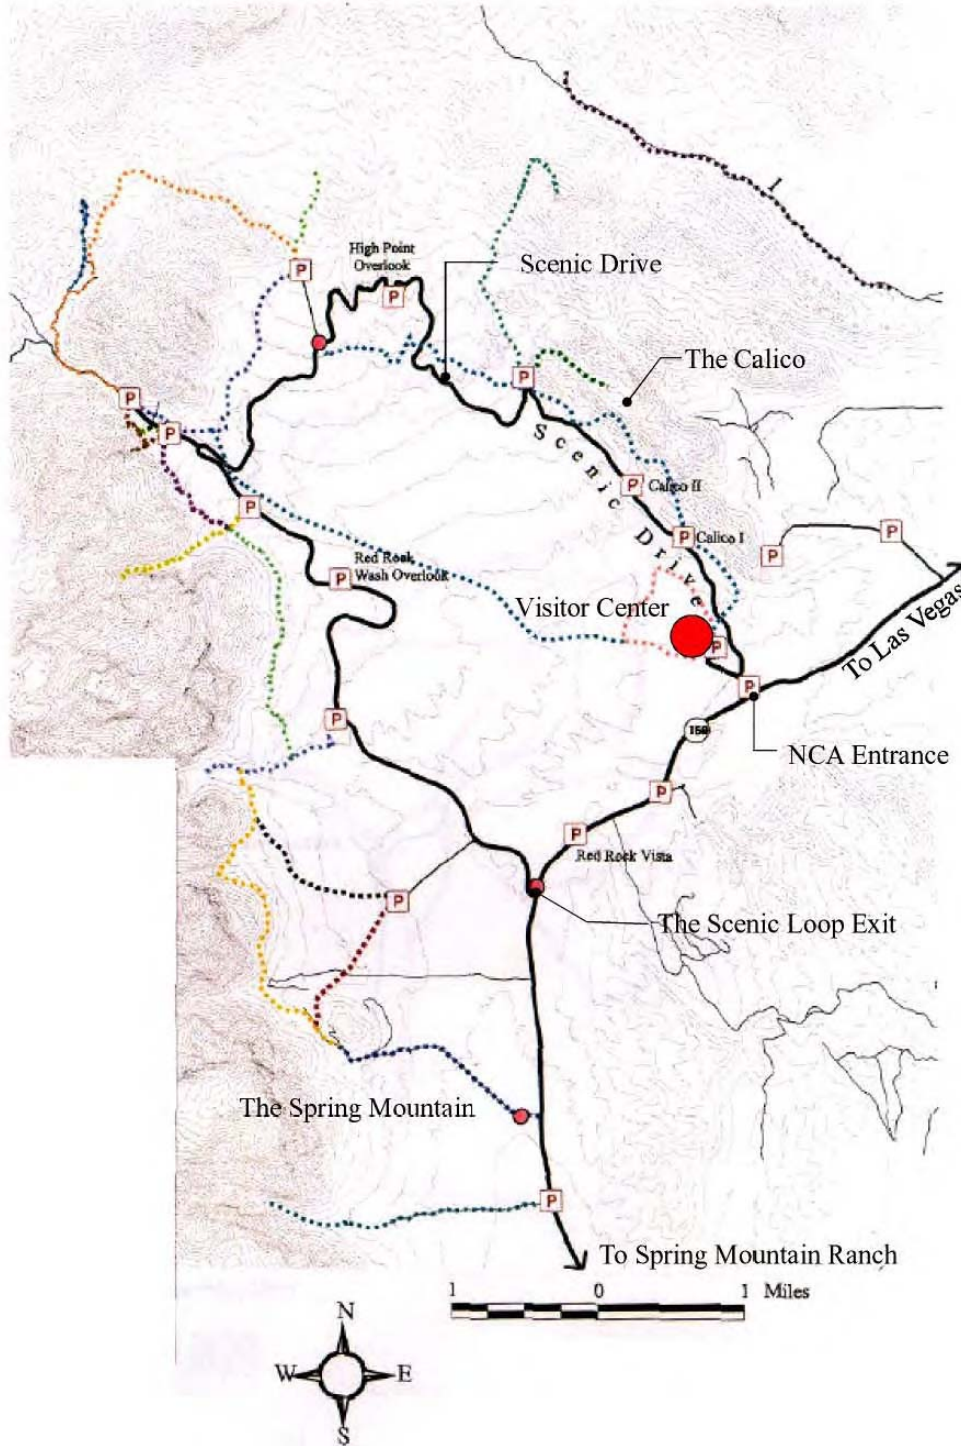 1
1
High Point
Overlook
Scenic Drive
P
P
The Calico
P
P
P
Scenic Drive
P
Calico II
P
P
Calico I
P
P
Red Rock
Wash Overlook
P
Visitor Center
P
To Las Vegas
P
P
159
NCA Entrance
P
P
Red Rock Vista
P
The Scenic Loop Exit
The Spring Mountain
P
To Spring Mountain Ranch
1 0 1 Miles
N
W E
S